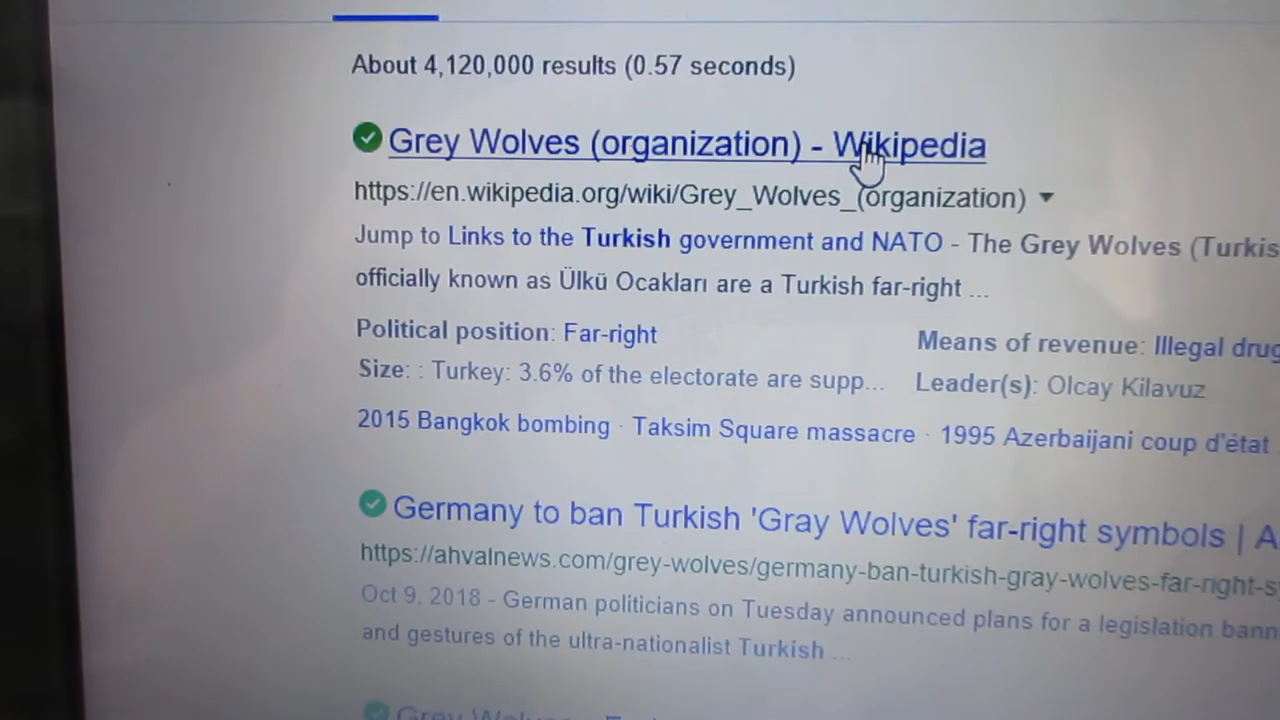 About 4,120,000 results (0.57 seconds)
Grey Wolves (organization) - Wikipedia
https://en.wikipedia.org/wiki/Grey_Wolves_(organization)
Jump to Links to the Turkish government and NATO - The Grey Wolves (Turkis
officially known as Ülkü Ocakları are a Turkish far-right ...
Political position: Far-right
Means of revenue: Illegal drug
Size: : Turkey: 3.6% of the electorate are supp...
Leader(s): Olcay Kilavuz
2015 Bangkok bombing · Taksim Square massacre · 1995 Azerbaijani coup d'état
Germany to ban Turkish 'Gray Wolves' far-right symbols | A
https://ahvalnews.com/grey-wolves/germany-ban-turkish-gray-wolves-far-right-s
Oct 9, 2018 - German politicians on Tuesday announced plans for a legislation bann
and gestures of the ultra-nationalist Turkish ...
Grey Wolves